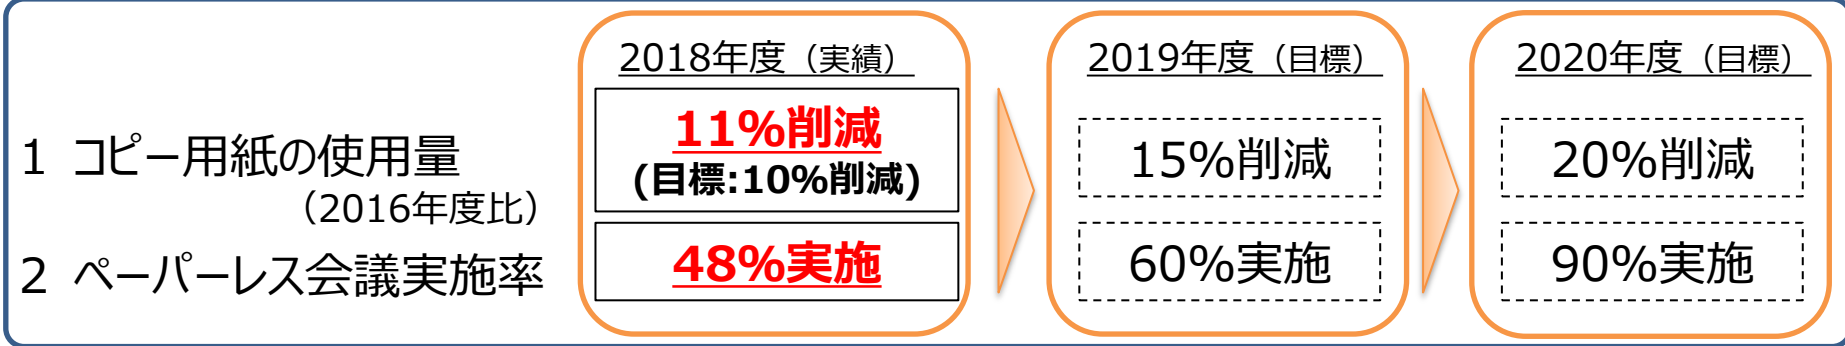 2018年度（実績）
2019年度（目標）
2020年度（目標）
1 コピー用紙の使用量
（2016年度比）
11%削減
(目標:10%削減)
15%削減
20%削減
2 ペーパーレス会議実施率
48%実施
60%実施
90%実施